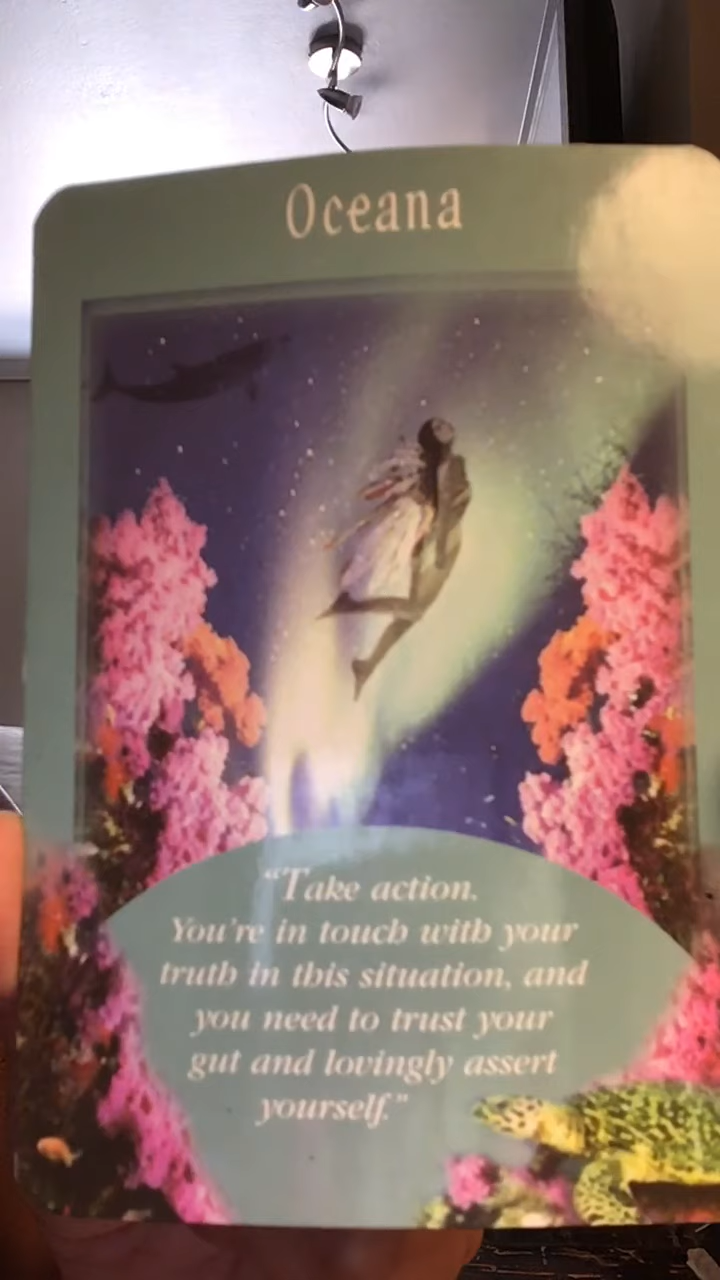 Oceana
“Take action.
You’re in touch with your
truth in this situation, and
you need to trust your
gut and lovingly assert
yourself.”